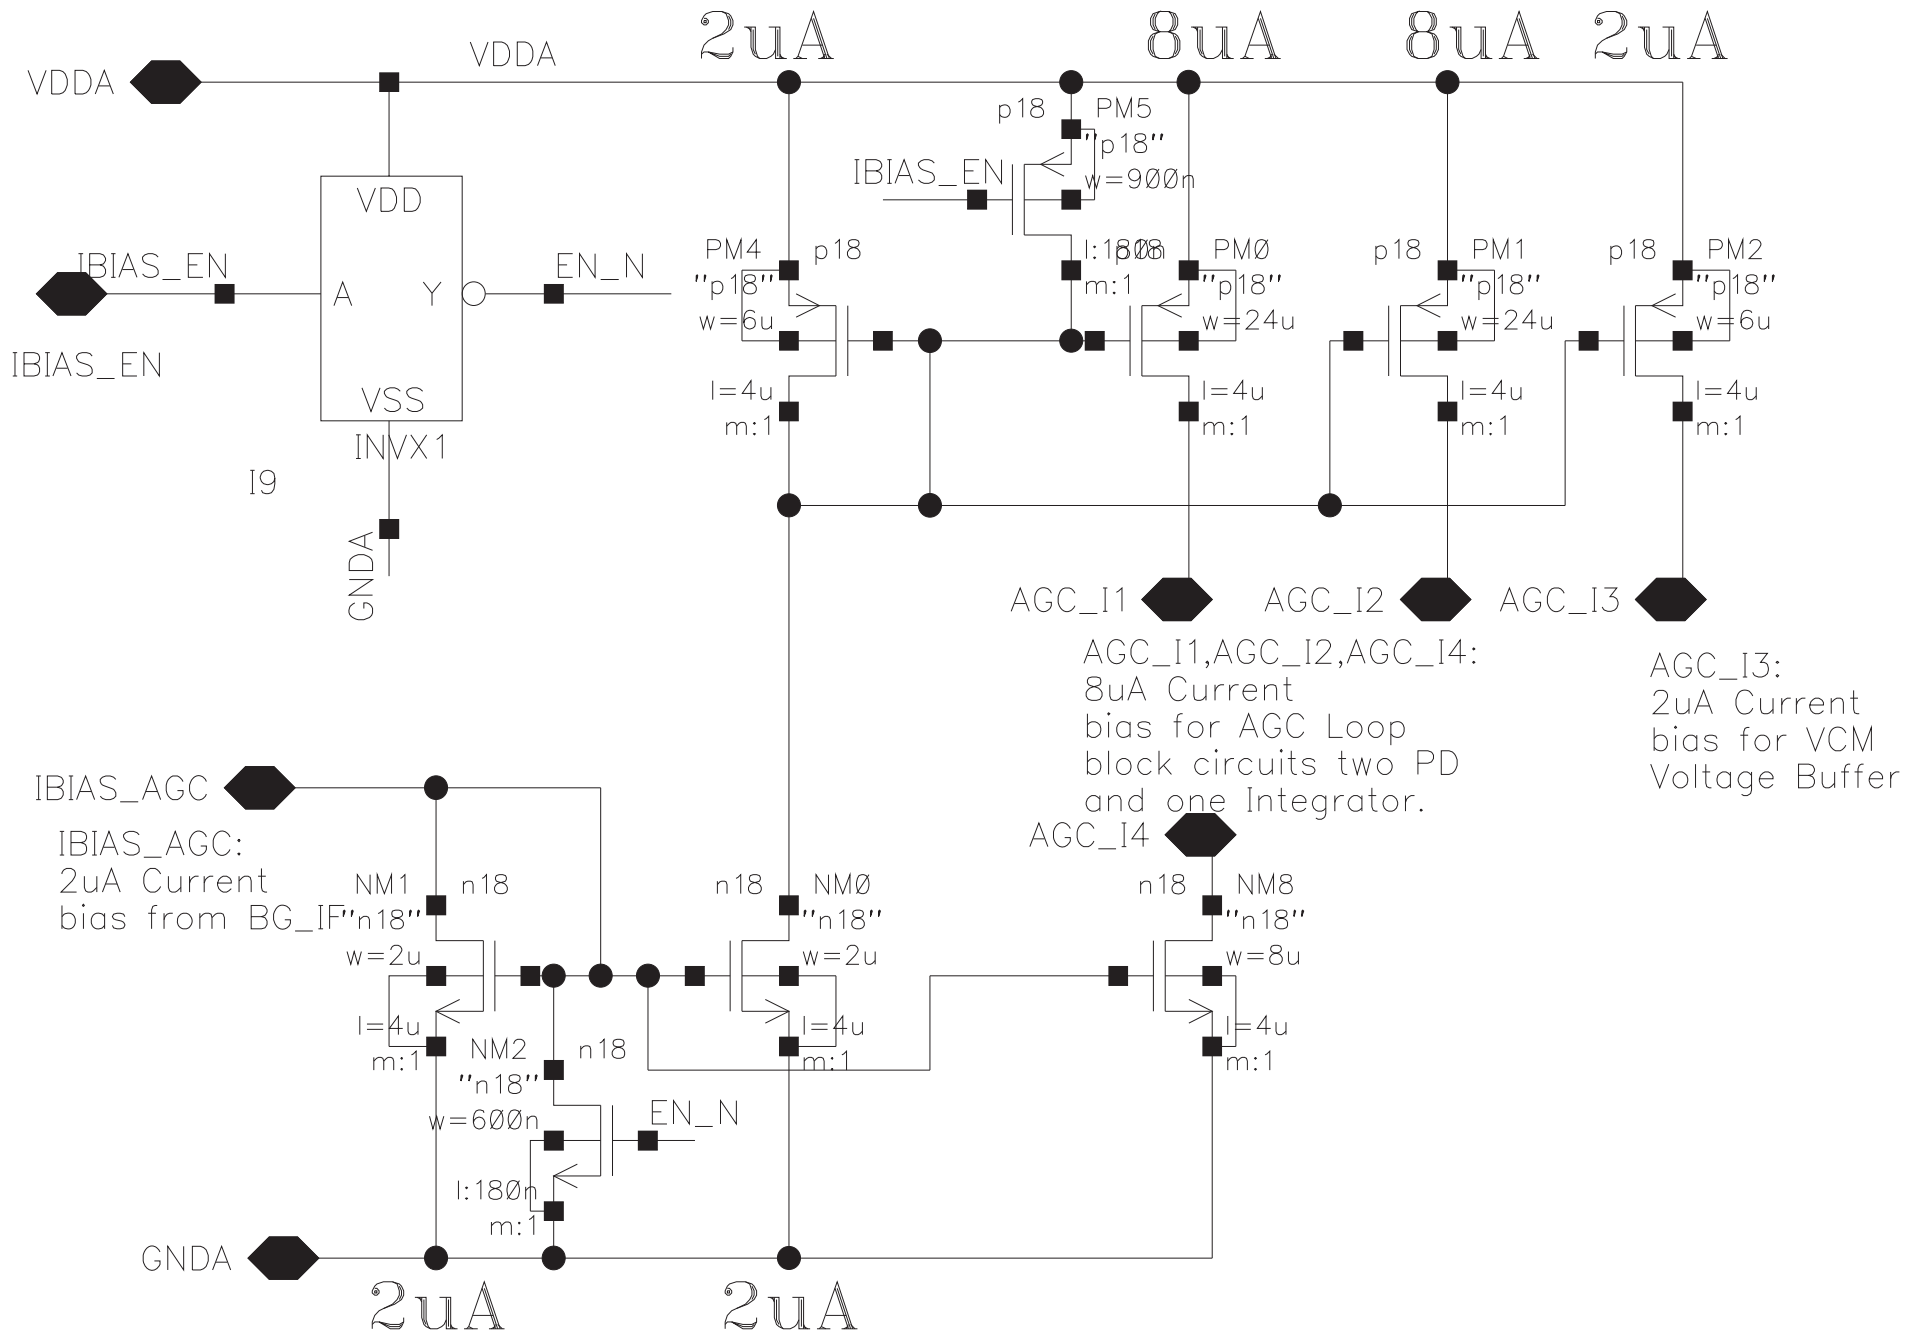 2uA
8uA
8uA
2uA
VDDA
VDDA
p18
PM5
"p18"
w=900n
l:180n
m:1
IBIAS_EN
VDD
A
Y
VSS
INVX1
I9
GNDA
IBIAS_EN
IBIAS_EN
EN_N
PM4
p18
"p18"
w=6u
l=4u
m:1
p18
PM0
"p18"
w=24u
l=4u
m:1
p18
PM1
"p18"
w=24u
l=4u
m:1
p18
PM2
"p18"
w=6u
l=4u
m:1
AGC_I1
AGC_I2
AGC_I3
AGC_I1,AGC_I2,AGC_I4:
8uA Current
bias for AGC Loop
block circuits two PD
and one Integrator.
AGC_I3:
2uA Current
bias for VCM
Voltage Buffer
AGC_I4
IBIAS_AGC
IBIAS_AGC:
2uA Current
bias from BG_IF
NM1
n18
"n18"
w=2u
l=4u
m:1
n18
NM0
"n18"
w=2u
l=4u
m:1
n18
NM8
"n18"
w=8u
l=4u
m:1
NM2
n18
"n18"
w=600n
l:180n
m:1
EN_N
GNDA
2uA
2uA